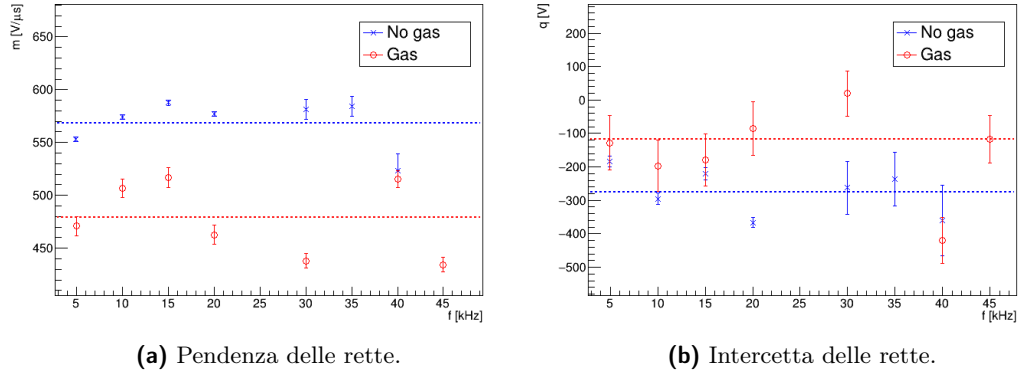 m [V/µs]
650
600
550
500
450
5 10 15 20 25 30 35 40 45
f [kHz]
No gas
Gas
(a) Pendenza delle rette.
q [V]
200
100
0
−100
−200
−300
−400
−500
5 10 15 20 25 30 35 40 45
f [kHz]
No gas
Gas
(b) Intercetta delle rette.